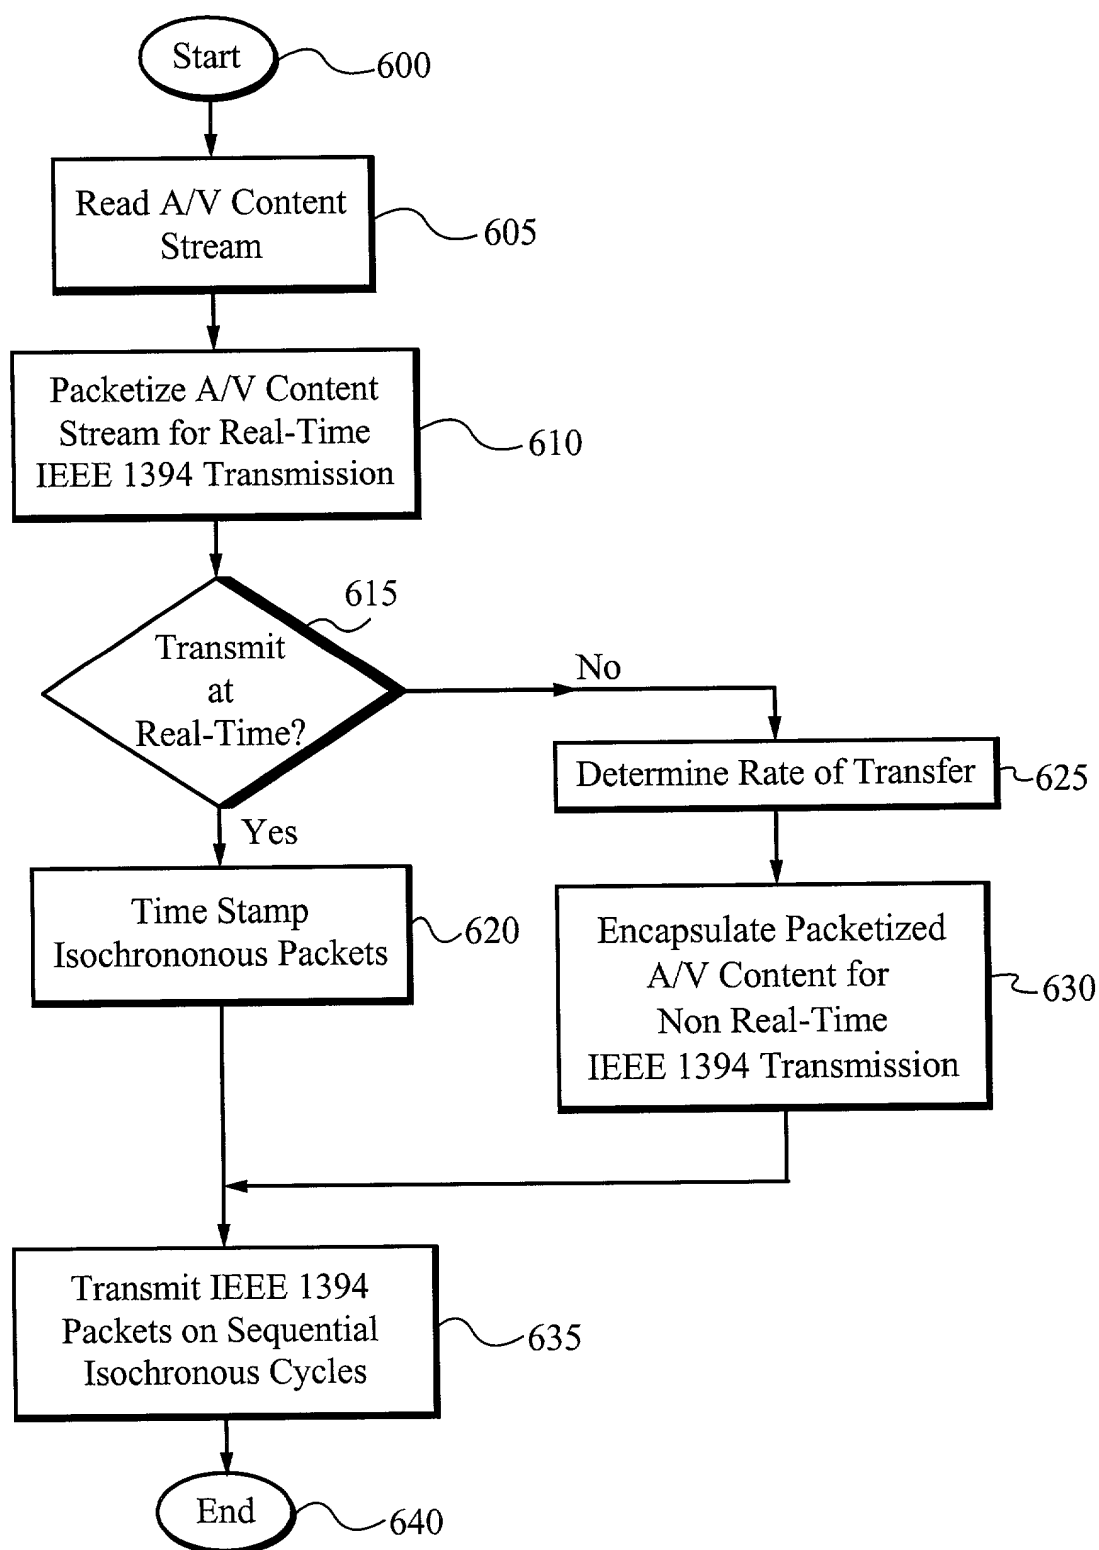 Start
600
Read A/V Content
Stream
605
Packetize A/V Content
Stream for Real-Time
IEEE 1394 Transmission
610
615
Transmit
at
Real-Time?
No
Yes
Determine Rate of Transfer
625
Time Stamp
Isochrononous Packets
620
Encapsulate Packetized
A/V Content for
Non Real-Time
IEEE 1394 Transmission
630
Transmit IEEE 1394
Packets on Sequential
Isochronous Cycles
635
End
640